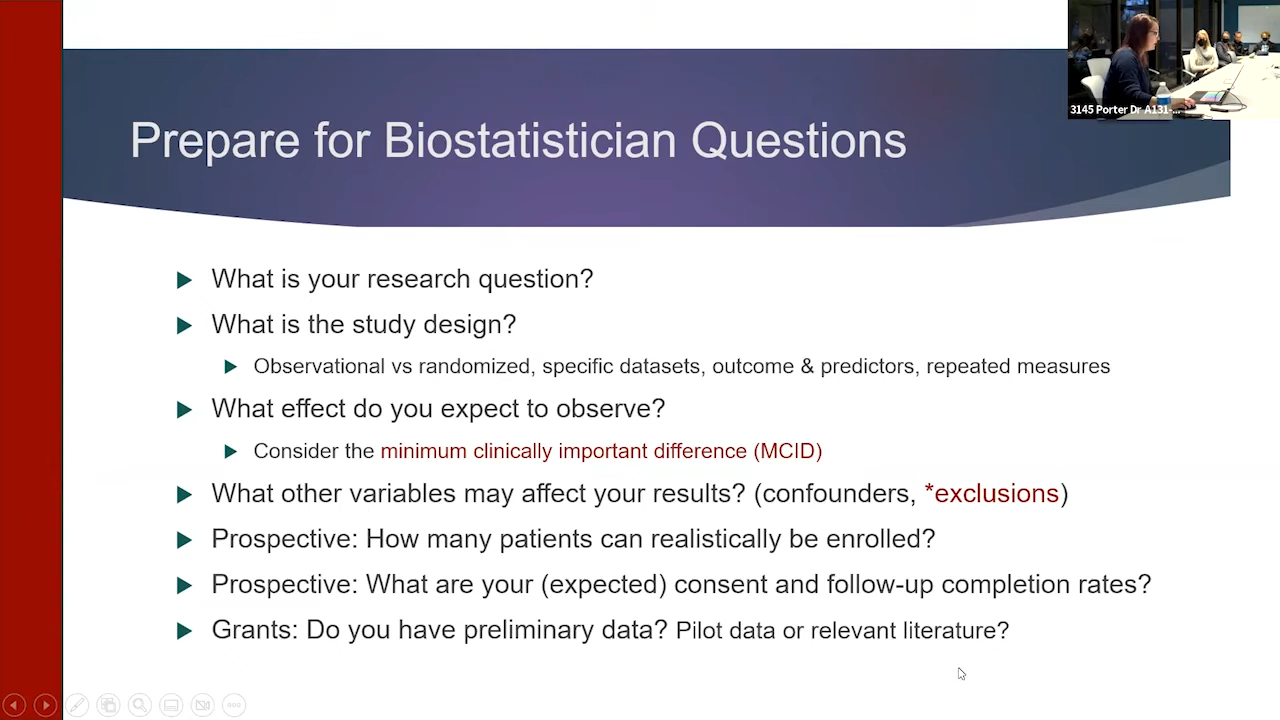 3145 Porter Dr A131-...
Prepare for Biostatistician Questions
What is your research question?
What is the study design?
Observational vs randomized, specific datasets, outcome & predictors, repeated measures
What effect do you expect to observe?
Consider the minimum clinically important difference (MCID)
What other variables may affect your results? (confounders, *exclusions)
Prospective: How many patients can realistically be enrolled?
Prospective: What are your (expected) consent and follow-up completion rates?
Grants: Do you have preliminary data? Pilot data or relevant literature?